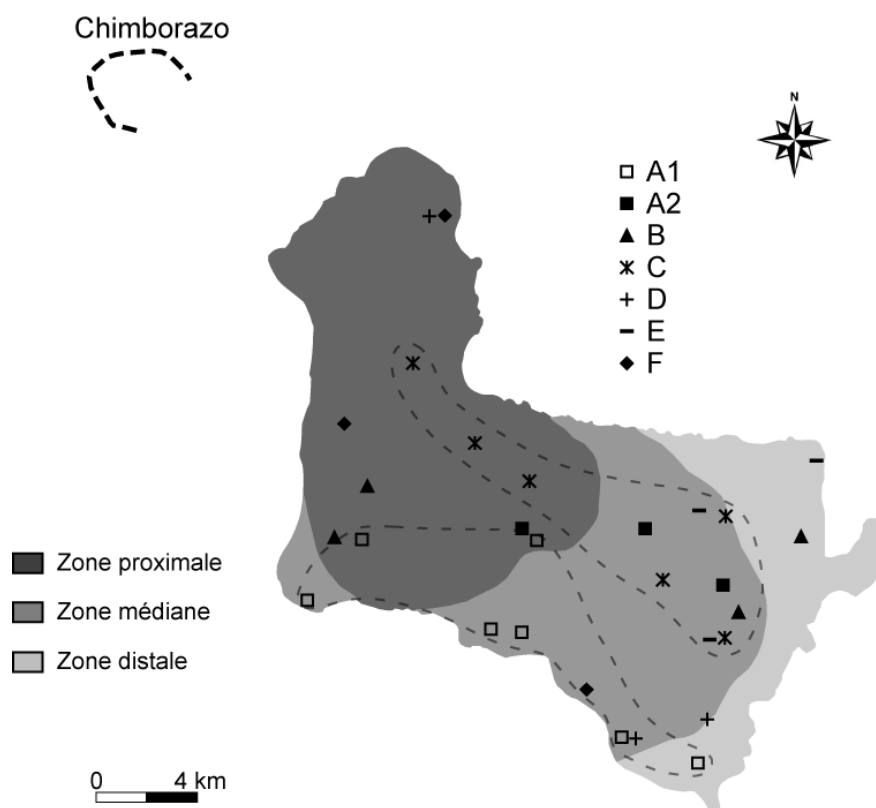 Chimborazo
N
A1
A2
B
C
D
E
F
Zone proximale
Zone médiane
Zone distale
0 4 km